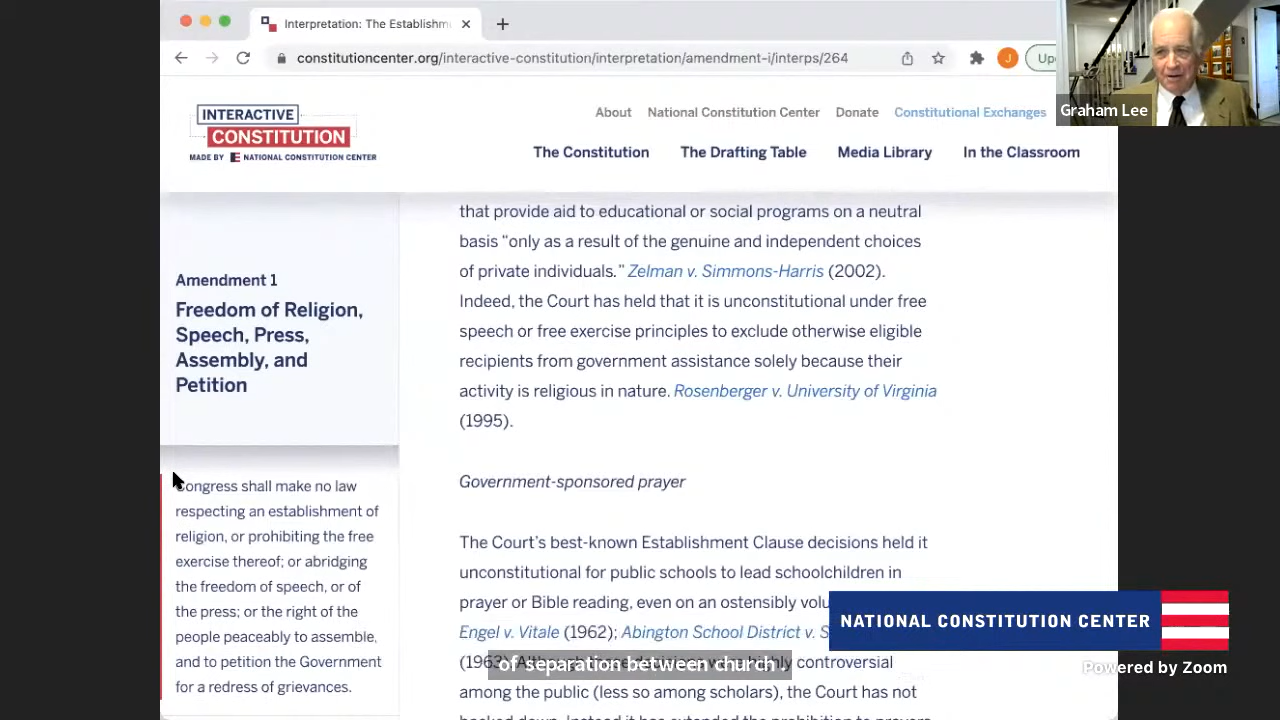 Interpretation: The Establishm
constitutioncenter.org/interactive-constitution/interpretation/amendment-i/interps/264
J
Up
Graham Lee
INTERACTIVE
CONSTITUTION
MADE BY NATIONAL CONSTITUTION CENTER
About National Constitution Center Donate Constitutional Exchanges
The Constitution The Drafting Table Media Library In the Classroom
Amendment 1
Freedom of Religion,
Speech, Press,
Assembly, and
Petition
Congress shall make no law
respecting an establishment of
religion, or prohibiting the free
exercise thereof; or abridging
the freedom of speech, or of
the press; or the right of the
people peaceably to assemble,
and to petition the Government
for a redress of grievances.
that provide aid to educational or social programs on a neutral
basis “only as a result of the genuine and independent choices
of private individuals.” Zelman v. Simmons-Harris (2002).
Indeed, the Court has held that it is unconstitutional under free
speech or free exercise principles to exclude otherwise eligible
recipients from government assistance solely because their
activity is religious in nature. Rosenberger v. University of Virginia
(1995).
Government-sponsored prayer
The Court’s best-known Establishment Clause decisions held it
unconstitutional for public schools to lead schoolchildren in
prayer or Bible reading, even on an ostensibly volu
Engel v. Vitale (1962); Abington School District v. S
(1963 controversial
among the public (less so among scholars), the Court has not
of separation between church
NATIONAL CONSTITUTION CENTER
Powered by Zoom